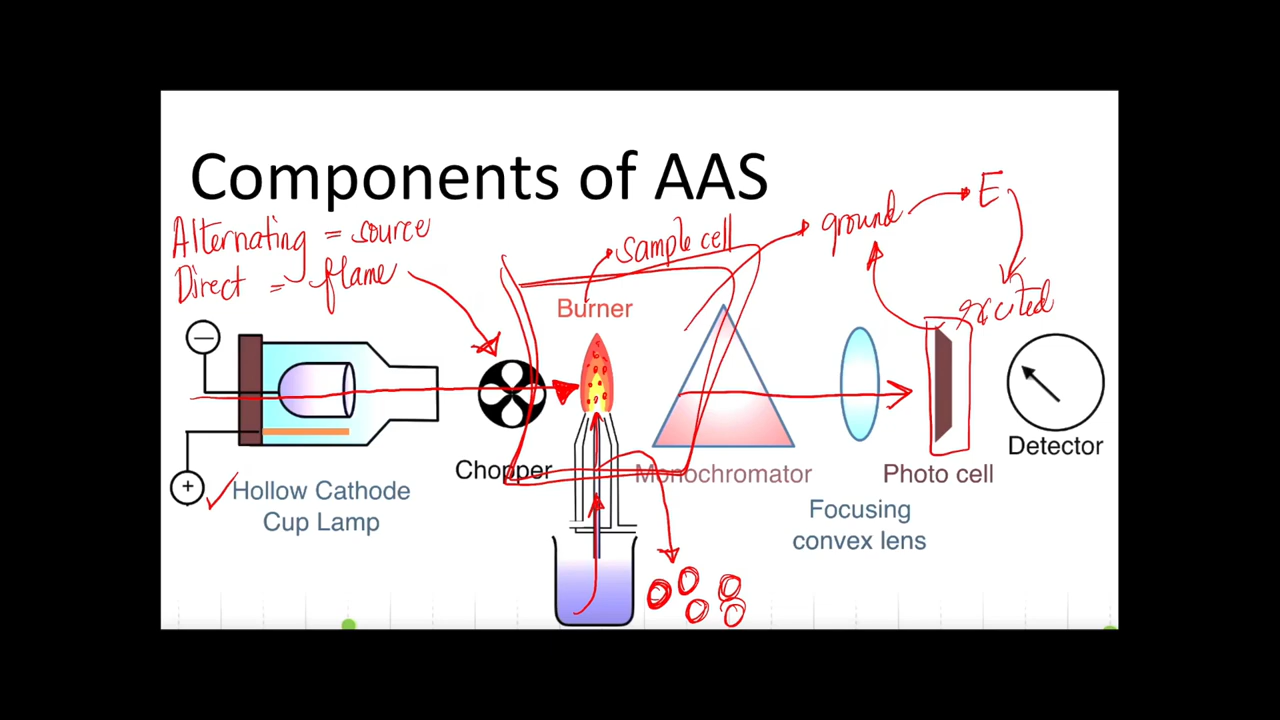 Components of AAS
Alternating = source
Direct = flame
sample cell
ground
E
excited
Burner
Chopper
Monochromator
Photo cell
Detector
Hollow Cathode
Cup Lamp
Focusing
convex lens